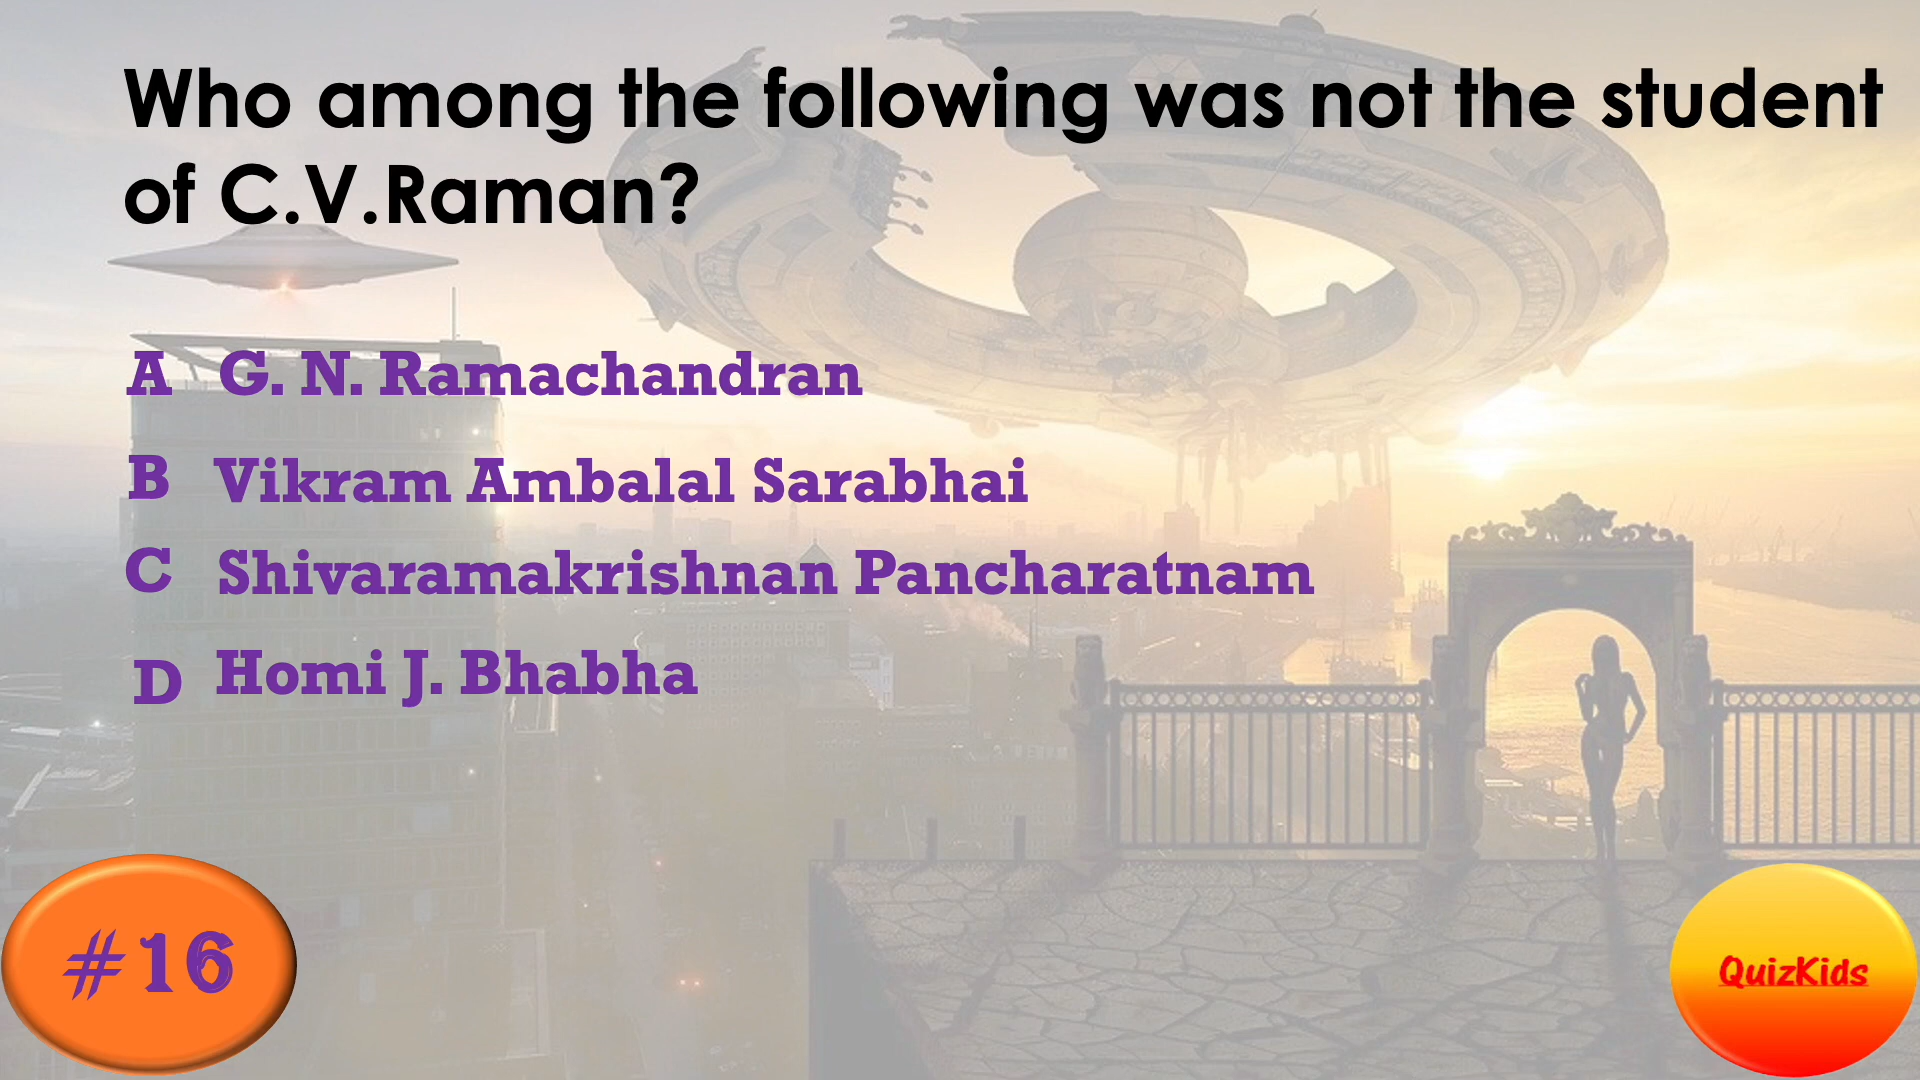 Who among the following was not the student
of C.V.Raman?
A G. N. Ramachandran
B Vikram Ambalal Sarabhai
C Shivaramakrishnan Pancharatnam
D Homi J. Bhabha
#16
QuizKids